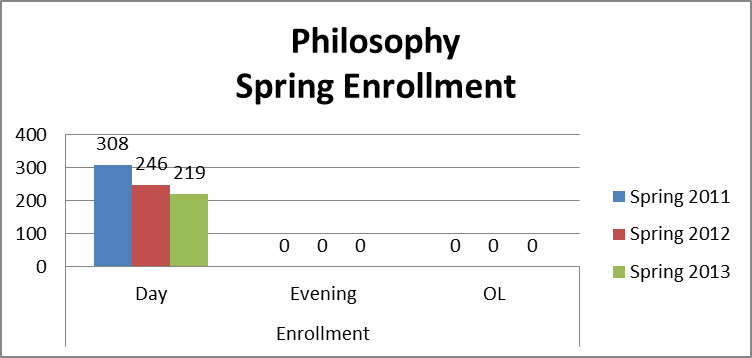 Philosophy
Spring Enrollment
400
300
200
100
0
308
246
219
0 0 0
0 0 0
Day Evening OL
Enrollment
Spring 2011
Spring 2012
Spring 2013